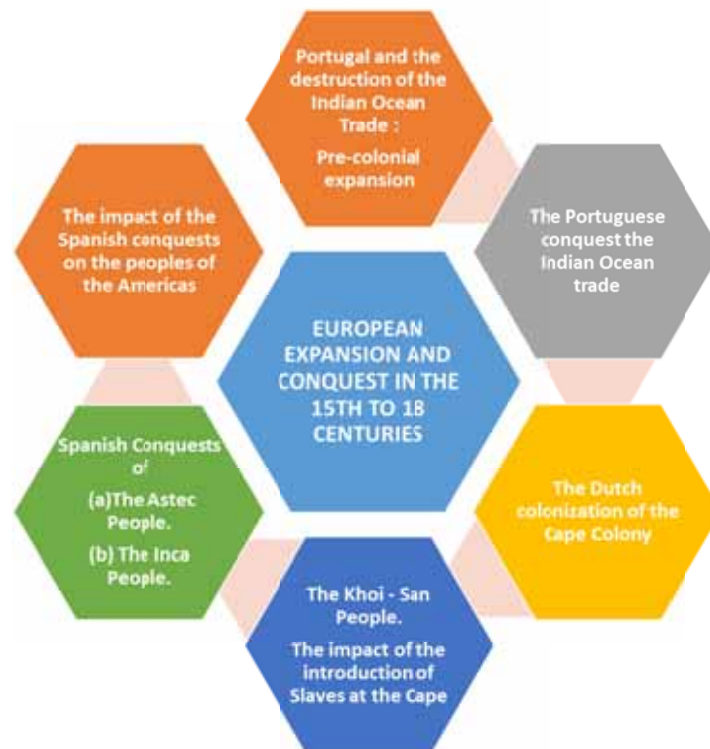 Portugal and the
destruction of the
Indian Ocean
Trade :
Pre-colonial
expansion
The Portuguese
conquest the
Indian Ocean
trade
The Dutch
colonization of the
Cape Colony
The Khoi - San
People.
The impact of the
introduction of
Slaves at the Cape
Spanish Conquests
of
(a)The Astec
People.
(b) The Inca
People.
The impact of the
Spanish conquests
on the peoples of
the Americas
EUROPEAN
EXPANSION AND
CONQUEST IN THE
15TH TO 18
CENTURIES